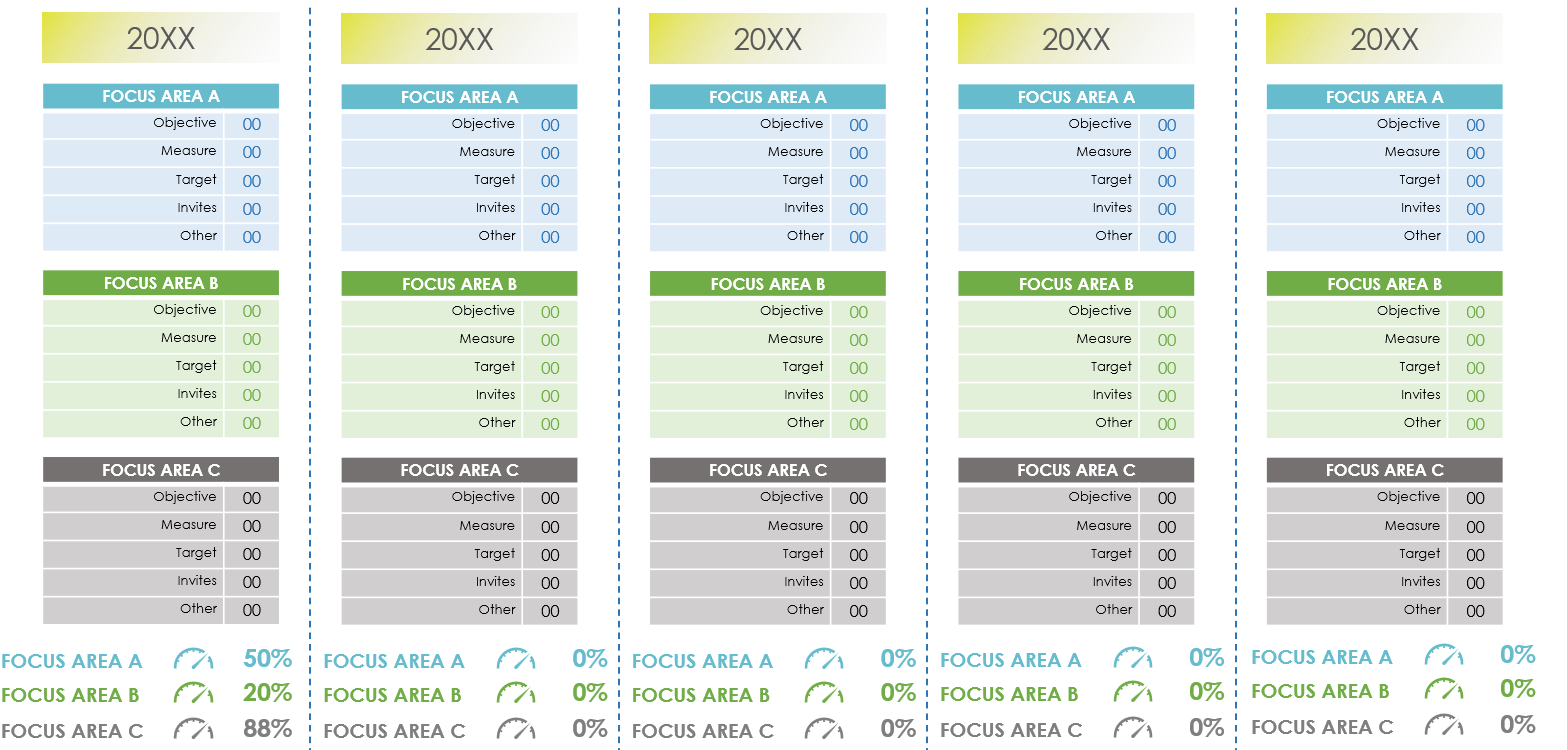 20XX
FOCUS AREA A
Objective 00
Measure 00
Target 00
Invites 00
Other 00
FOCUS AREA B
Objective 00
Measure 00
Target 00
Invites 00
Other 00
FOCUS AREA C
Objective 00
Measure 00
Target 00
Invites 00
Other 00
FOCUS AREA A 50%
FOCUS AREA B 20%
FOCUS AREA C 88%
20XX
FOCUS AREA A
Objective 00
Measure 00
Target 00
Invites 00
Other 00
FOCUS AREA B
Objective 00
Measure 00
Target 00
Invites 00
Other 00
FOCUS AREA C
Objective 00
Measure 00
Target 00
Invites 00
Other 00
FOCUS AREA A 0%
FOCUS AREA B 0%
FOCUS AREA C 0%
20XX
FOCUS AREA A
Objective 00
Measure 00
Target 00
Invites 00
Other 00
FOCUS AREA B
Objective 00
Measure 00
Target 00
Invites 00
Other 00
FOCUS AREA C
Objective 00
Measure 00
Target 00
Invites 00
Other 00
FOCUS AREA A 0%
FOCUS AREA B 0%
FOCUS AREA C 0%
20XX
FOCUS AREA A
Objective 00
Measure 00
Target 00
Invites 00
Other 00
FOCUS AREA B
Objective 00
Measure 00
Target 00
Invites 00
Other 00
FOCUS AREA C
Objective 00
Measure 00
Target 00
Invites 00
Other 00
FOCUS AREA A 0%
FOCUS AREA B 0%
FOCUS AREA C 0%
20XX
FOCUS AREA A
Objective 00
Measure 00
Target 00
Invites 00
Other 00
FOCUS AREA B
Objective 00
Measure 00
Target 00
Invites 00
Other 00
FOCUS AREA C
Objective 00
Measure 00
Target 00
Invites 00
Other 00
FOCUS AREA A 0%
FOCUS AREA B 0%
FOCUS AREA C 0%